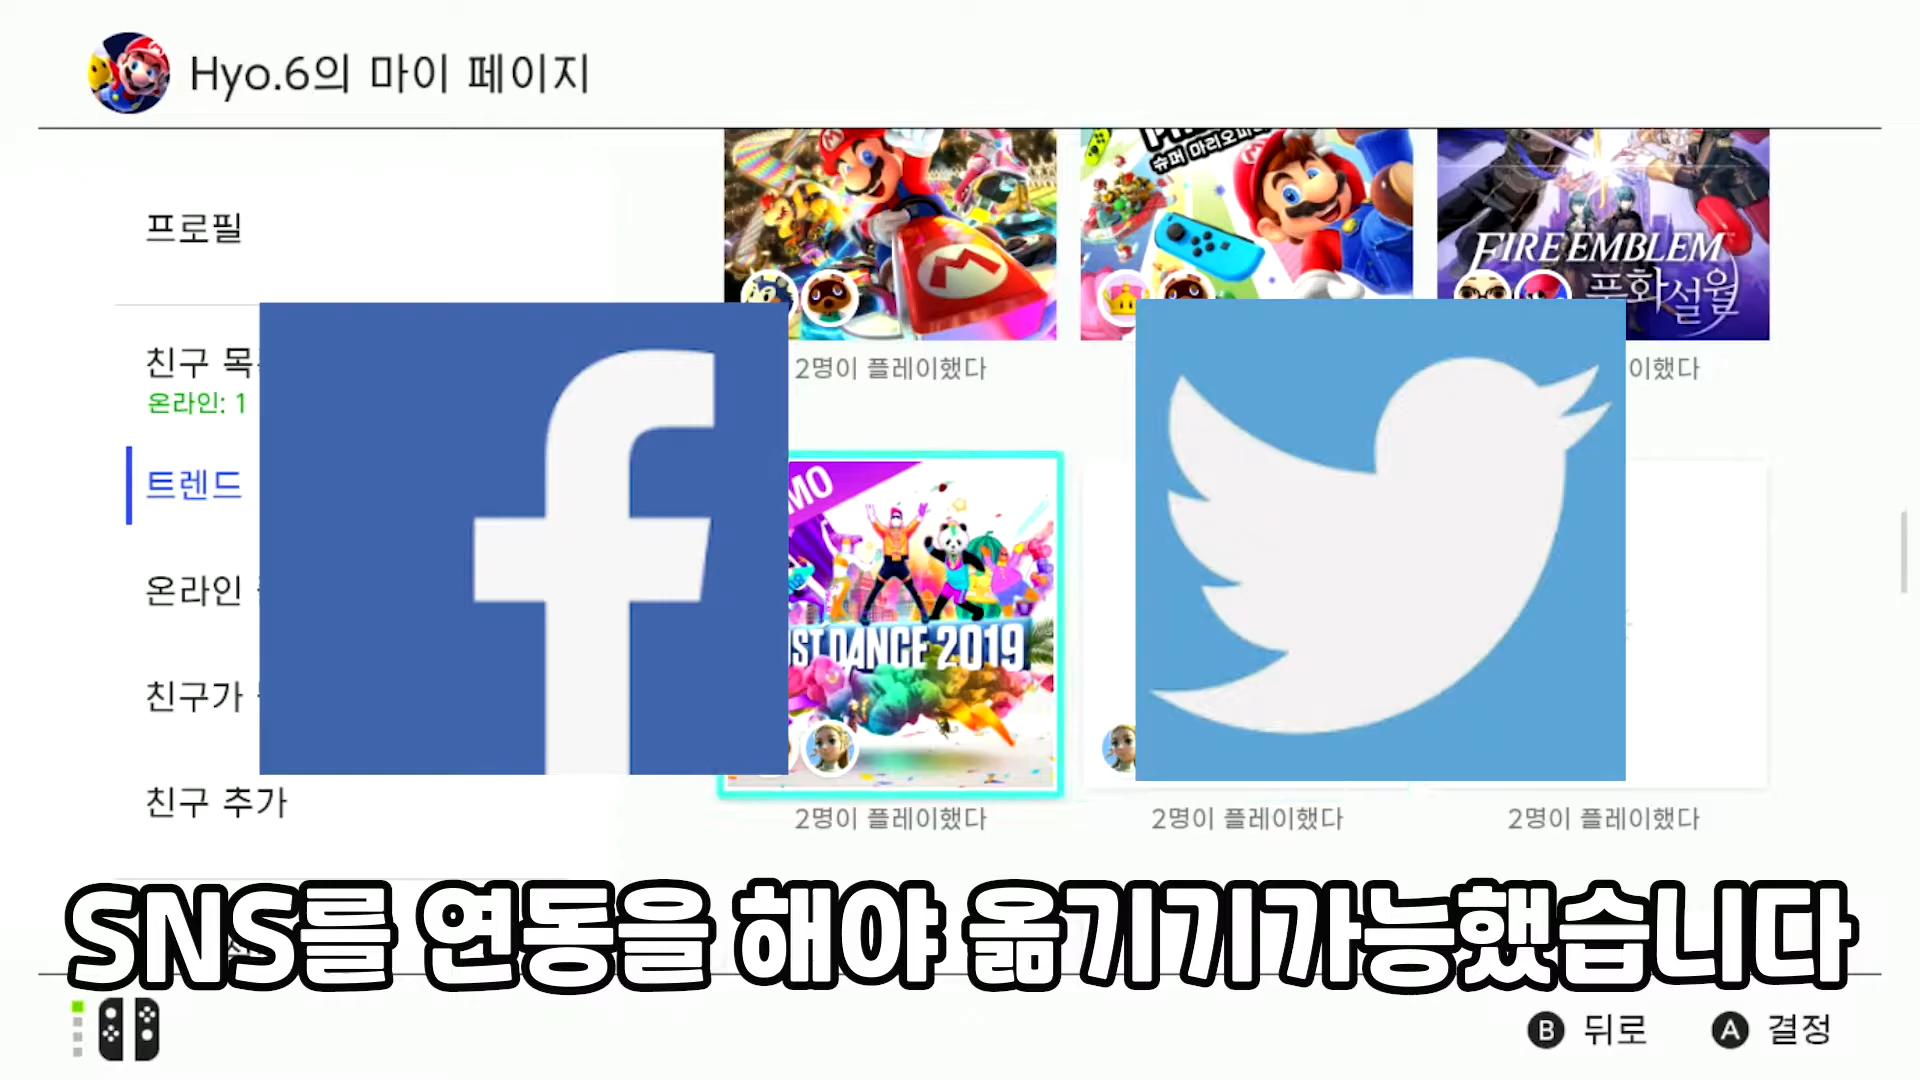 Hyo.6의 마이 페이지
슈퍼 마리오
프로필
FIRE EMBLEM
풍화설월
친구
온라인: 1
2명이 플레이했다
이했다
트렌드
온라인
DANCE 2019
친구가
친구 추가
2명이 플레이했다
2명이 플레이했다
2명이 플레이했다
SNS를 연동을 해야 옮기기가능했습니다
B 뒤로
A 결정